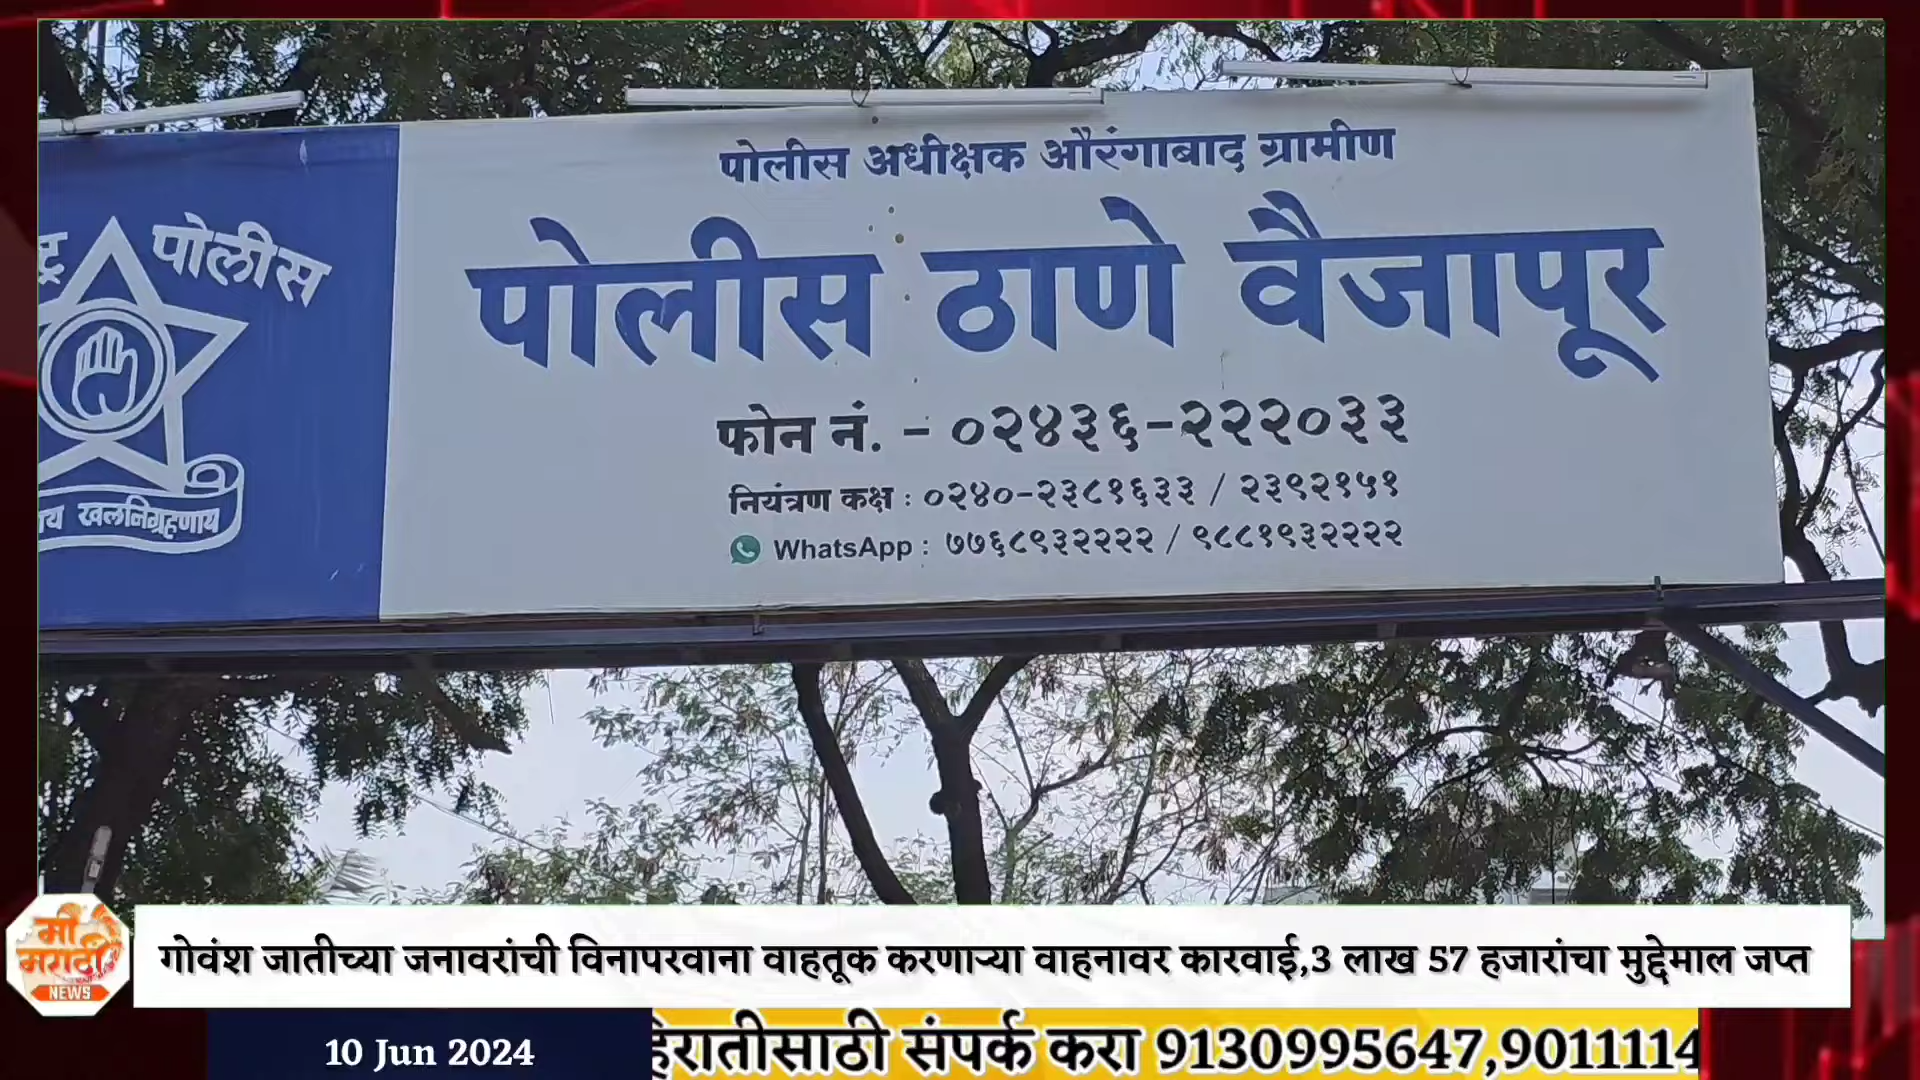 पोलीस अधीक्षक औरंगाबाद ग्रामीण
पोलीस
पोलीस ठाणे वैजापूर
फोन नं. - ०२४३६-२२२०३३
नियंत्रण कक्ष : ०२४०-२३८१६३३ / २३९२१५१
WhatsApp : ७७६८९३२२२२ / ९८८१९३२२२२
खलनिग्रहणाय
मी मराठी NEWS
गोवंश जातीच्या जनावरांची विनापरवाना वाहतूक करणाऱ्या वाहनावर कारवाई,3 लाख 57 हजारांचा मुद्देमाल जप्त
10 Jun 2024
हिरातीसाठी संपर्क करा 9130995647,9011114